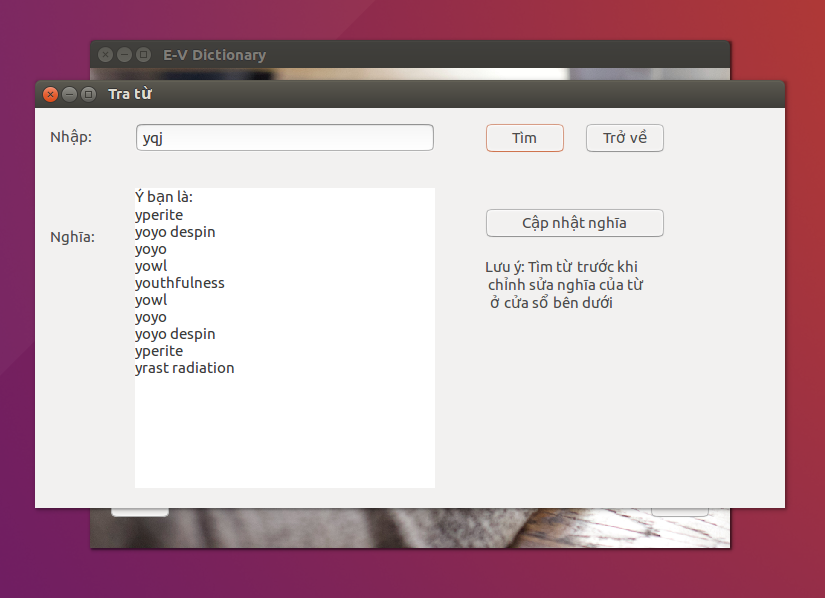 E-V Dictionary
Tra từ
Nhập:
yqj
Tìm
Trở về
Nghĩa:
Ý bạn là:
yperite
yoyo despin
yoyo
yowl
youthfulness
yowl
yoyo
yoyo despin
yperite
yrast radiation
Cập nhật nghĩa
Lưu ý: Tìm từ trước khi
chỉnh sửa nghĩa của từ
ở cửa sổ bên dưới